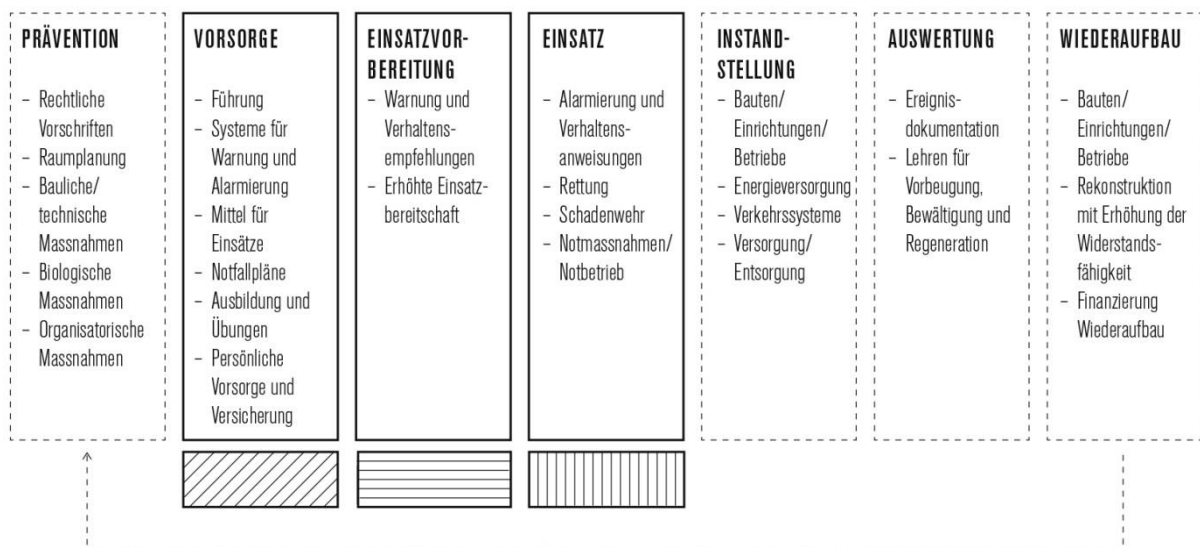 PRÄVENTION
– Rechtliche
Vorschriften
– Raumplanung
– Bauliche/
technische
Massnahmen
– Biologische
Massnahmen
– Organisatorische
Massnahmen
VORSORGE
– Führung
– Systeme für
Warnung und
Alarmierung
– Mittel für
Einsätze
– Notfallpläne
– Ausbildung und
Übungen
– Persönliche
Vorsorge und
Versicherung
EINSATZVOR-
BEREITUNG
– Warnung und
Verhaltens-
empfehlungen
– Erhöhte Einsatz-
bereitschaft
EINSATZ
– Alarmierung und
Verhaltens-
anweisungen
– Rettung
– Schadenwehr
– Notmassnahmen/
Notbetrieb
INSTAND-
STELLUNG
– Bauten/
Einrichtungen/
Betriebe
– Energieversorgung
– Verkehrssysteme
– Versorgung/
Entsorgung
AUSWERTUNG
– Ereignis-
dokumentation
– Lehren für
Vorbeugung,
Bewältigung und
Regeneration
WIEDERAUFBAU
– Bauten/
Einrichtungen/
Betriebe
– Rekonstruktion
mit Erhöhung der
Widerstands-
fähigkeit
– Finanzierung
Wiederaufbau